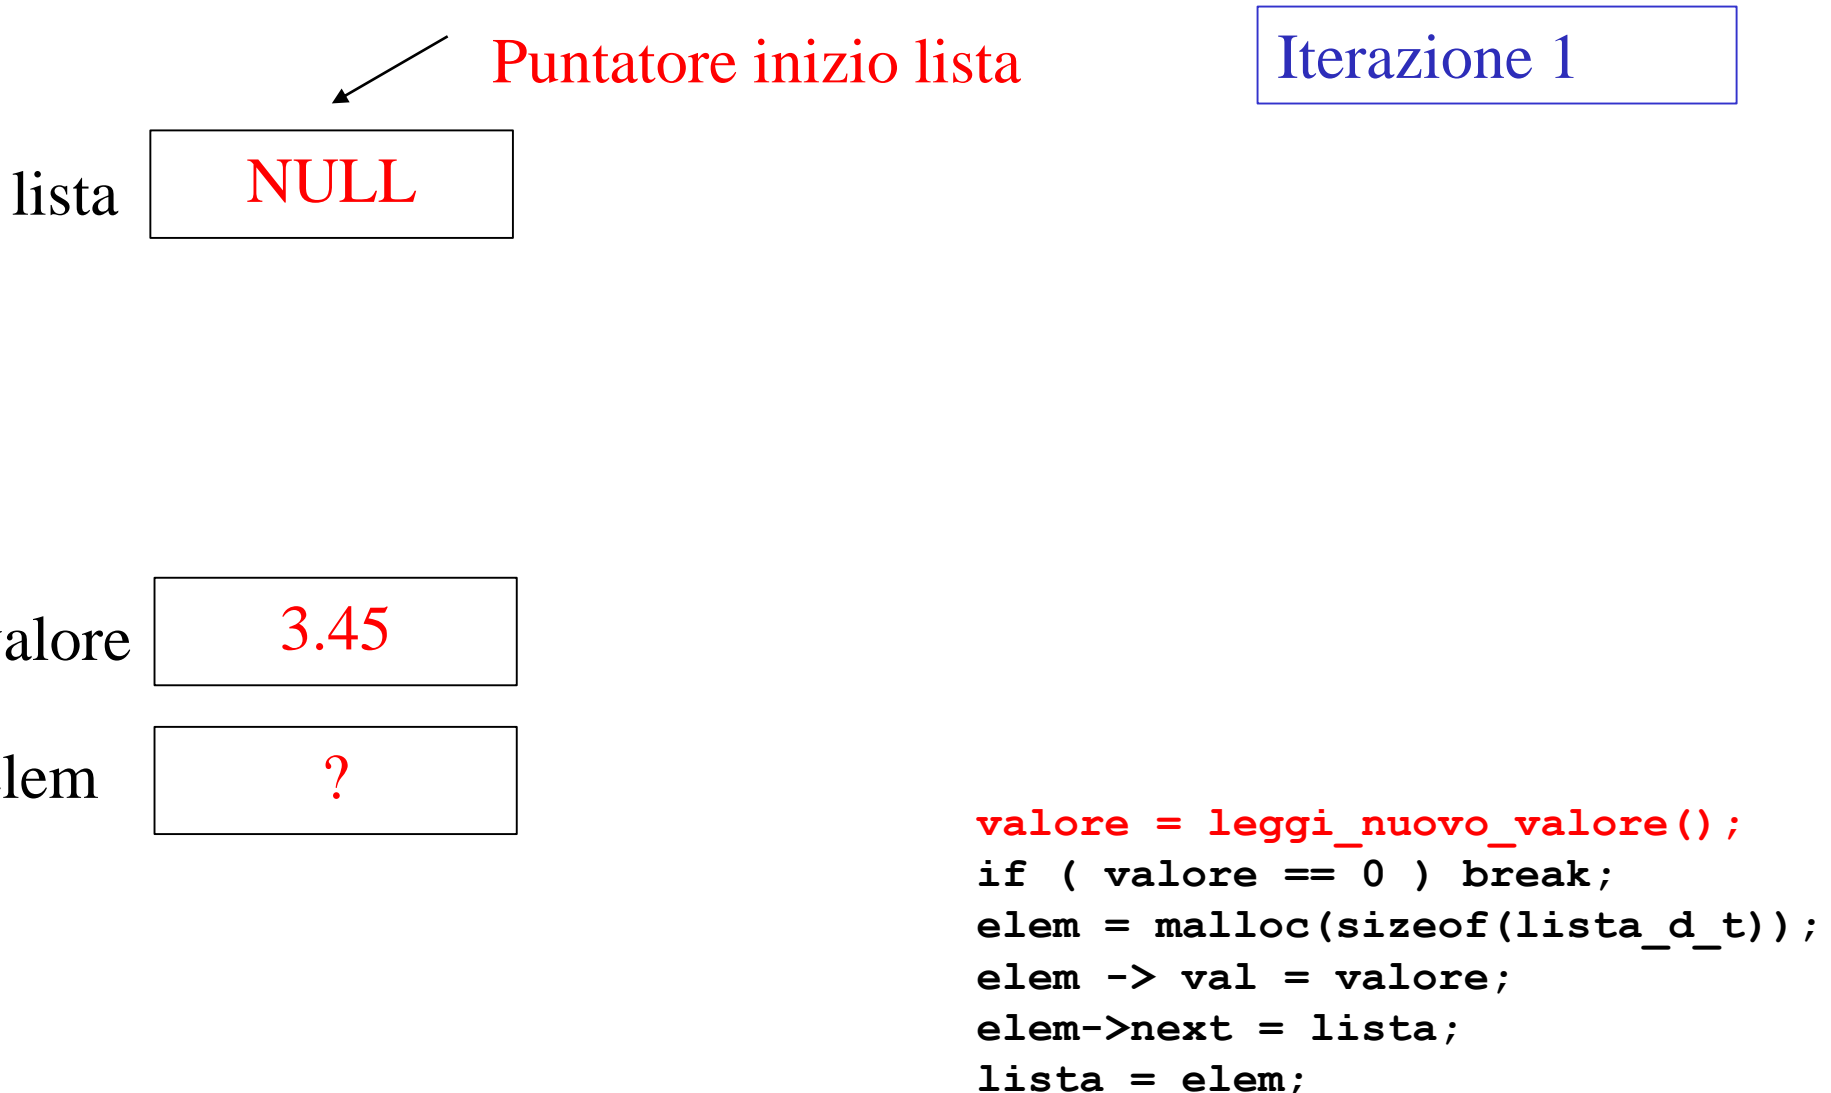 Puntatore inizio lista
Iterazione 1
lista
NULL
alore
3.45
lem
?
valore = leggi_nuovo_valore();
if ( valore == 0 ) break;
elem = malloc(sizeof(lista_d_t));
elem -> val = valore;
elem->next = lista;
lista = elem;